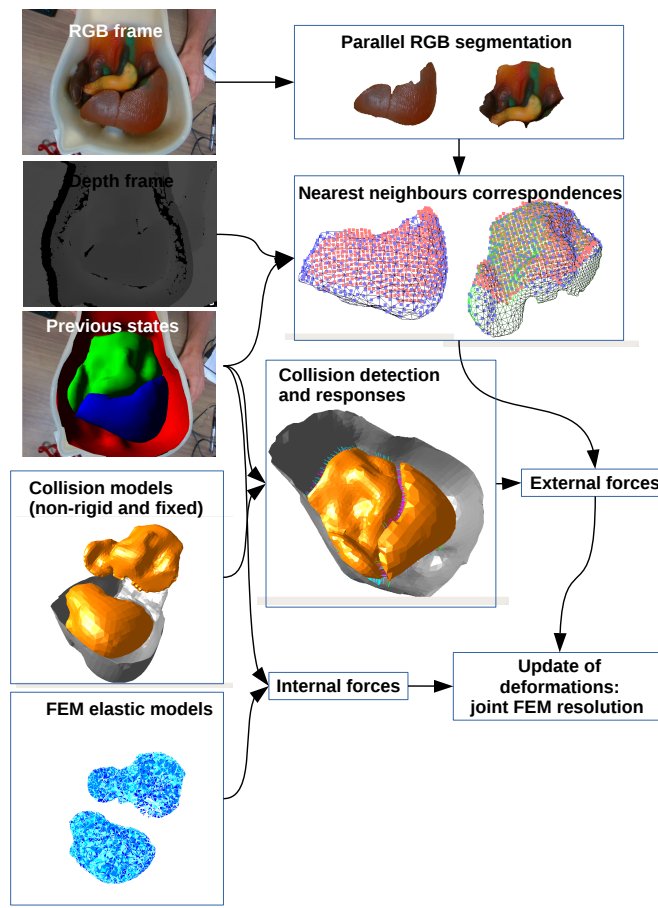 RGB frame
Parallel RGB segmentation
Depth frame
Nearest neighbours correspondences
Previous states
Collision detection
and responses
Collision models
(non-rigid and fixed)
External forces
Internal forces
Update of
deformations:
joint FEM resolution
FEM elastic models